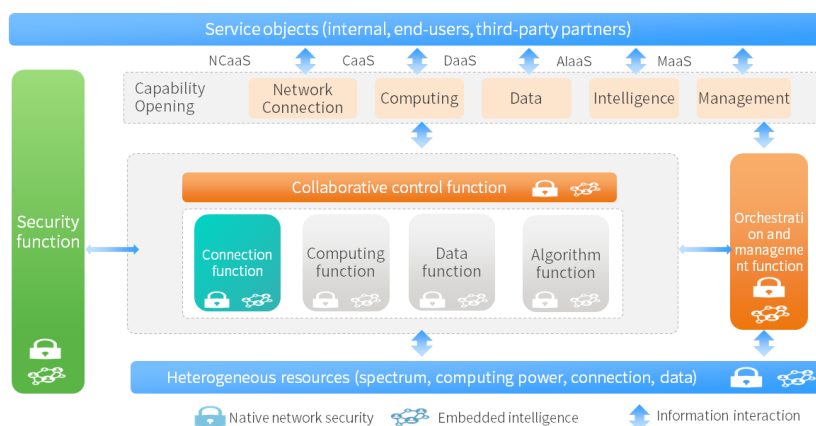 Service objects (internal, end-users, third-party partners)
NCaaS CaaS DaaS AIaaS MaaS
Capability
Opening
Network
Connection
Computing
Data
Intelligence
Management
Security
function
Collaborative control function
Connection
function
Computing
function
Data
function
Algorithm
function
Orchestrati
on and
manageme
nt function
Heterogeneous resources (spectrum, computing power, connection, data)
Native network security
Embedded intelligence
Information interaction